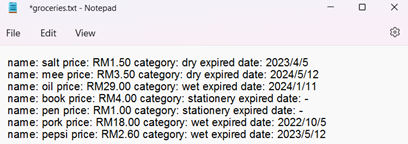 *groceries.txt - Notepad
File Edit View
name: salt price: RM1.50 category: dry expired date: 2023/4/5
name: mee price: RM3.50 category: dry expired date: 2024/5/12
name: oil price: RM29.00 category: wet expired date: 2024/1/11
name: book price: RM4.00 category: stationery expired date: -
name: pen price: RM1.00 category: stationery expired date: -
name: pork price: RM18.00 category: wet expired date: 2022/10/5
name: pepsi price: RM2.60 category: wet expired date: 2023/5/12